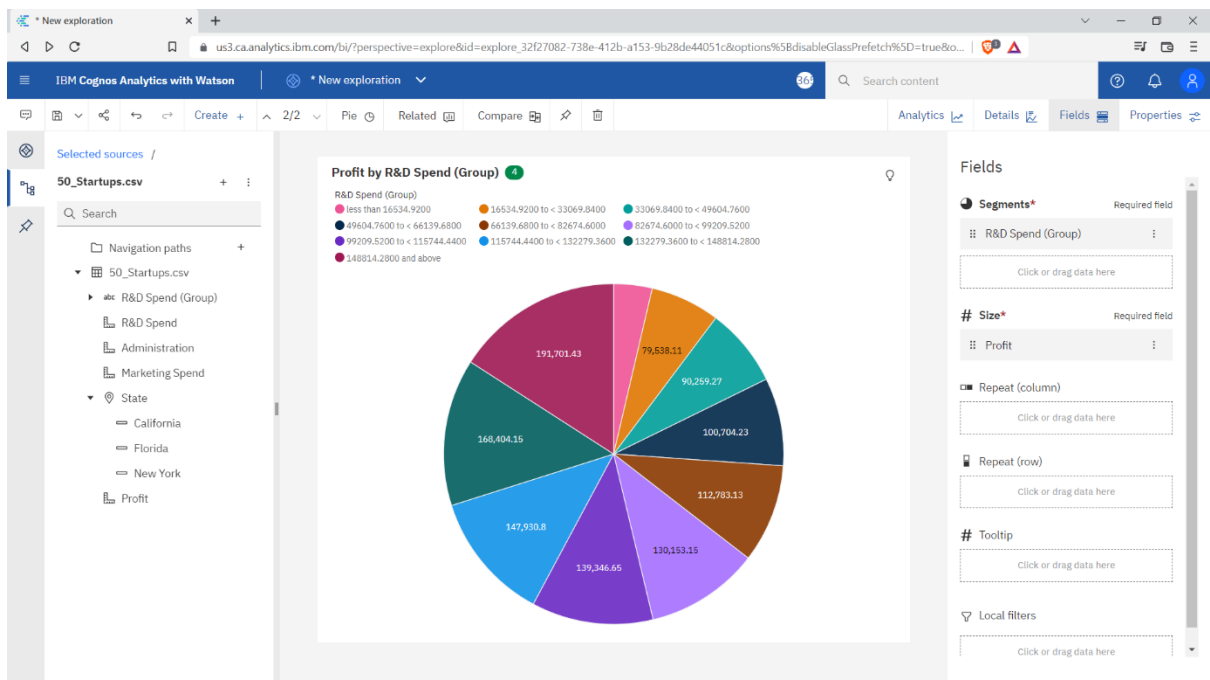 * New exploration
us3.ca.analytics.ibm.com/bi/?perspective=explore&id=explore_32f27082-738e-412b-a153-9b28de44051c&options%5BdisableGlassPrefetch%5D=true&o...
IBM Cognos Analytics with Watson
* New exploration
Search content
Create +
2/2
Pie
Related
Compare
Analytics
Details
Fields
Properties
Selected sources /
50_Startups.csv
Search
Navigation paths
50_Startups.csv
abc R&D Spend (Group)
R&D Spend
Administration
Marketing Spend
State
California
Florida
New York
Profit
Profit by R&D Spend (Group) 4
R&D Spend (Group)
less than 16534.9200 16534.9200 to < 33069.8400 33069.8400 to < 49604.7600
49604.7600 to < 66139.6800 66139.6800 to < 82674.6000 82674.6000 to < 99209.5200
99209.5200 to < 115744.4400 115744.4400 to < 132279.3600 132279.3600 to < 148814.2800
148814.2800 and above
191,701.43
79,538.11
90,259.27
168,404.15
100,704.23
112,783.13
147,930.8
130,153.15
139,346.65
Fields
Segments* Required field
R&D Spend (Group)
Click or drag data here
# Size* Required field
Profit
Repeat (column)
Click or drag data here
Repeat (row)
Click or drag data here
# Tooltip
Click or drag data here
Local filters
Click or drag data here